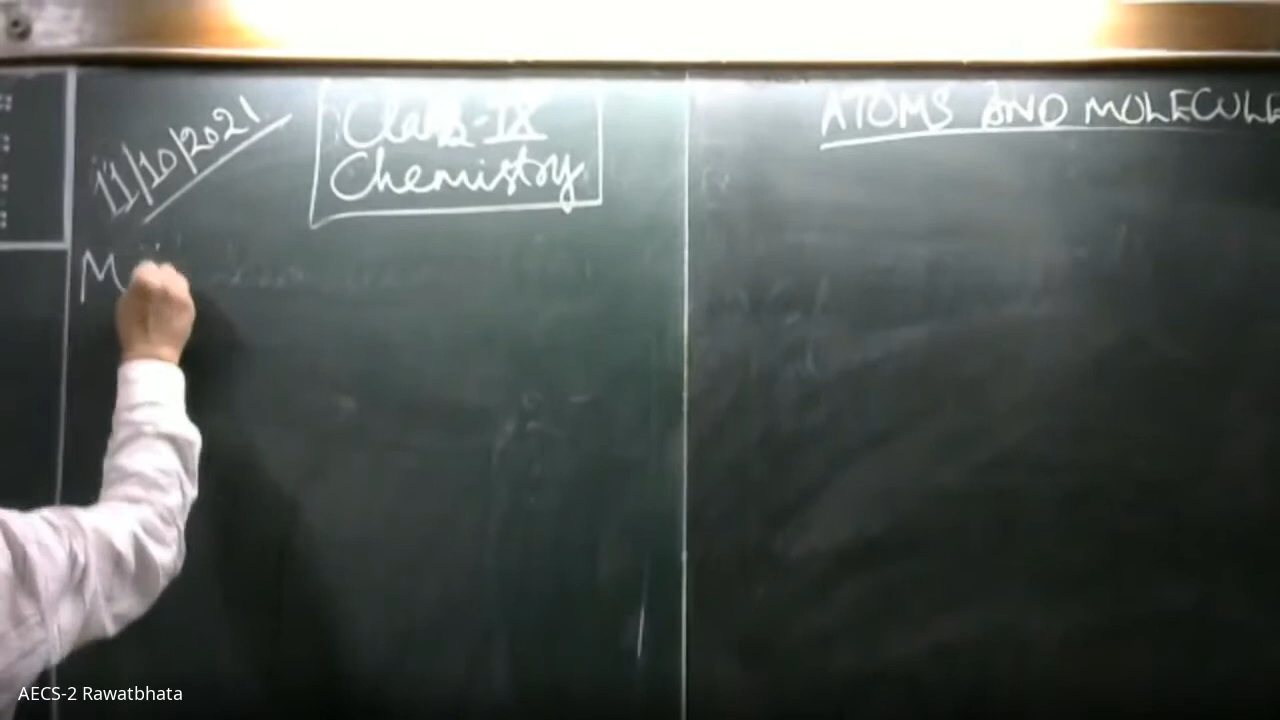 11/10/2021
Class-IX
Chemistry
ATOMS AND MOLECULE
M
AECS-2 Rawatbhata